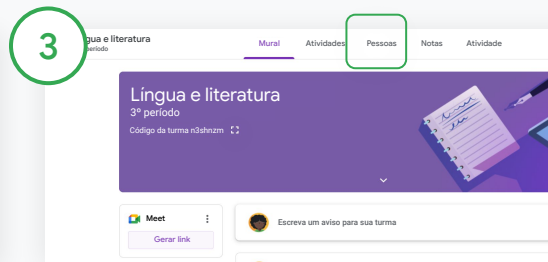 3
gua e literatura
período
Mural Atividades Pessoas Notas Atividade
Língua e literatura
3º período
Código da turma n3shnzm
Meet
Gerar link
Escreva um aviso para sua turma